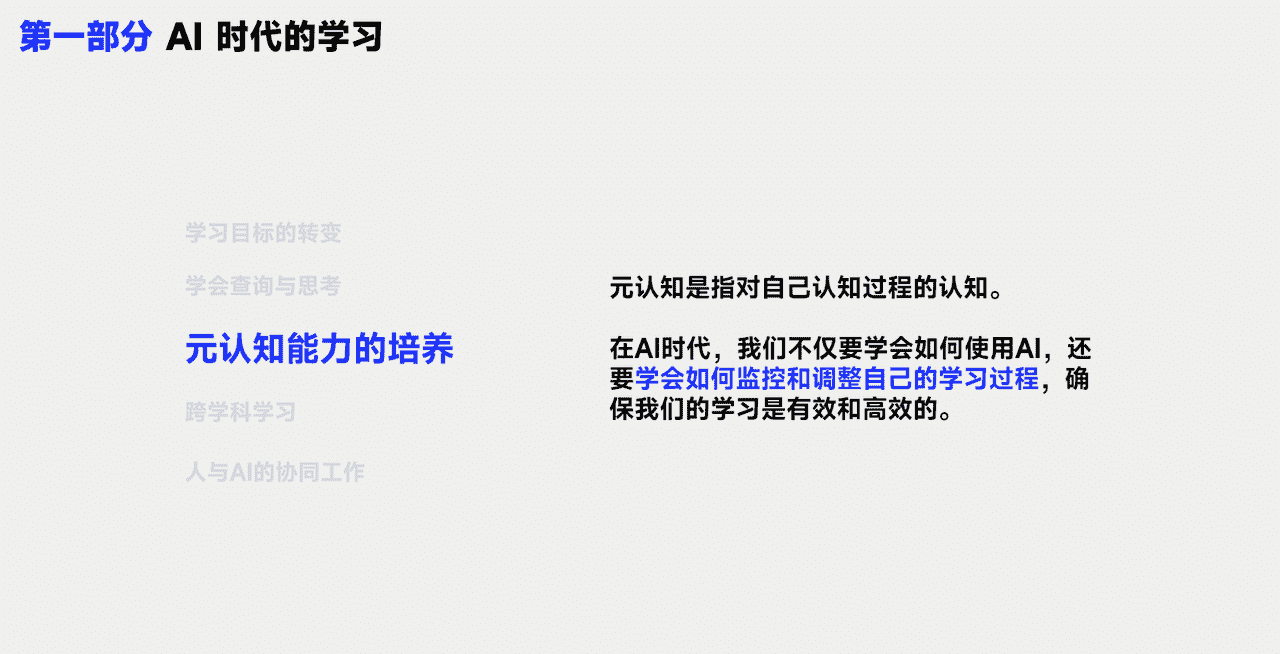 第一部分 AI 时代的学习
学习目标的转变
学会查询与思考
元认知能力的培养
跨学科学习
人与AI的协同工作
元认知是指对自己认知过程的认知。
在AI时代，我们不仅要学会如何使用AI，还
要学会如何监控和调整自己的学习过程，确
保我们的学习是有效和高效的。